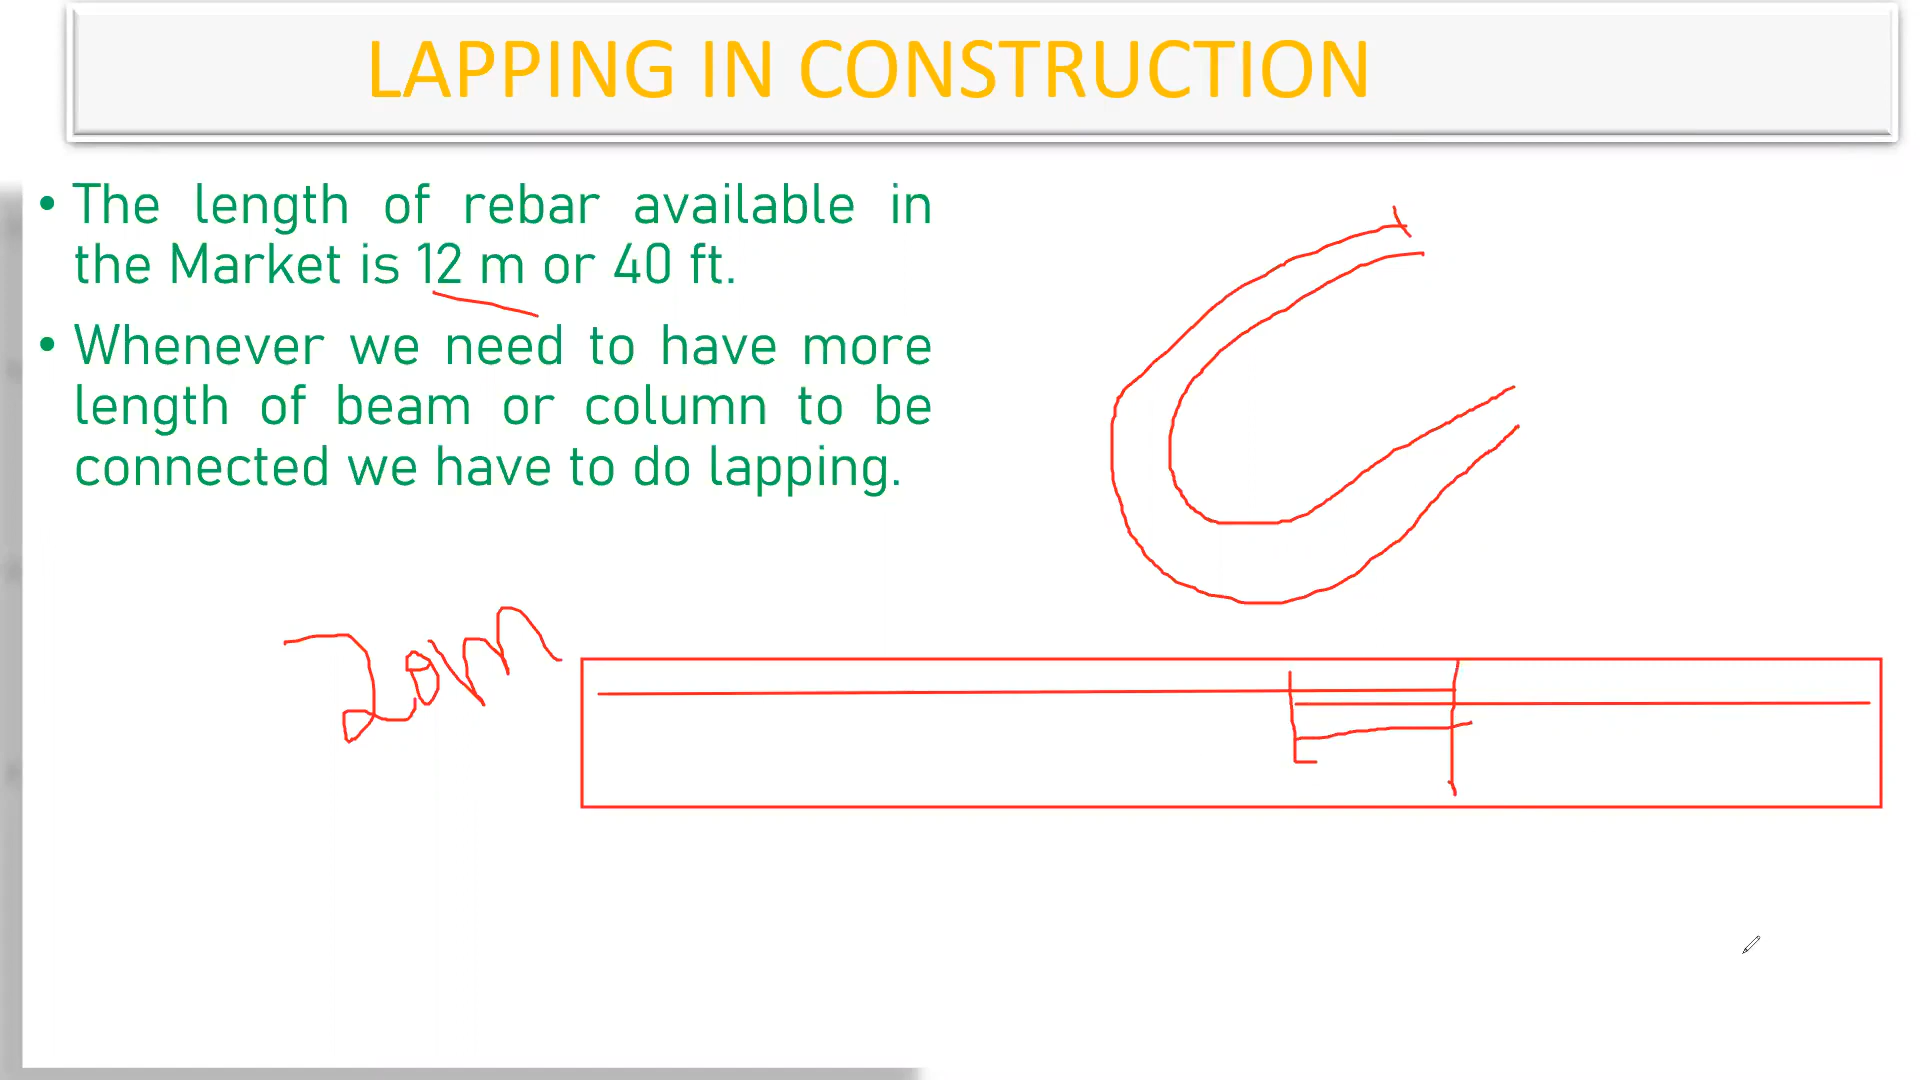 LAPPING IN CONSTRUCTION
• The length of rebar available in
the Market is 12 m or 40 ft.
• Whenever we need to have more
length of beam or column to be
connected we have to do lapping.
20m